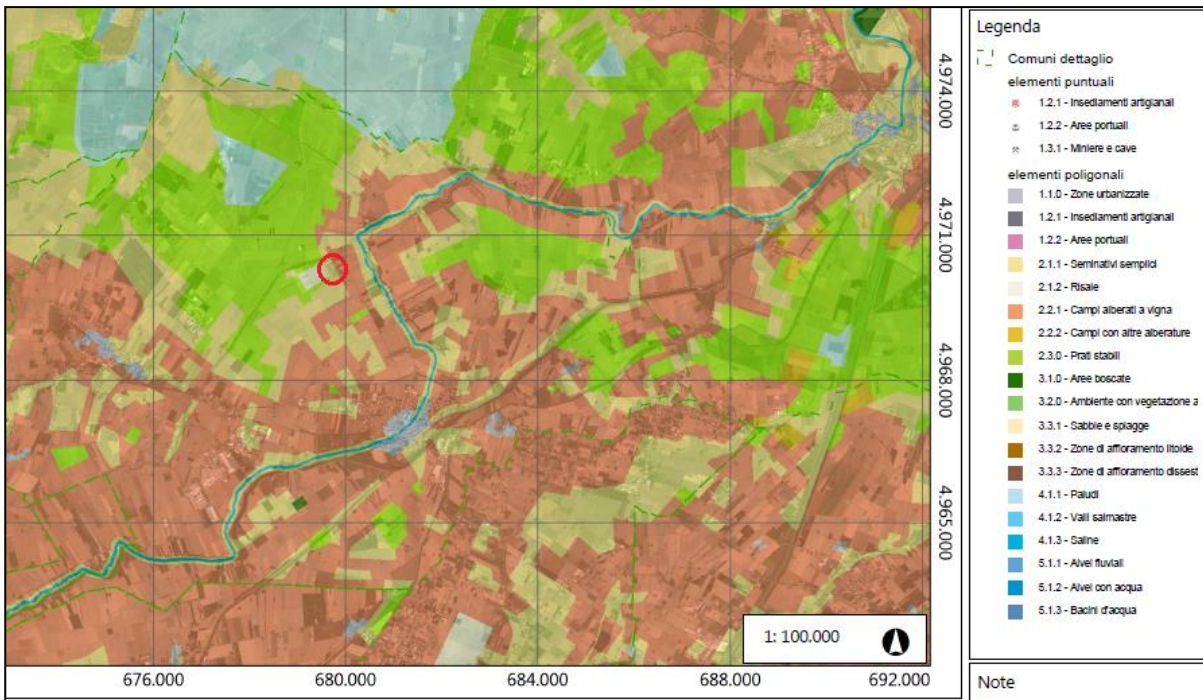 4.974.000
4.971.000
4.968.000
4.965.000
1: 100.000
676.000
680.000
684.000
688.000
692.000
Legenda
Comuni dettaglio
elementi puntuali
1.2.1 - Insediamenti artigianali
1.2.2 - Aree portuali
1.3.1 - Miniere e cave
elementi poligonali
1.1.0 - Zone urbanizzate
1.2.1 - Insediamenti artigianali
1.2.2 - Aree portuali
2.1.1 - Seminativi semplici
2.1.2 - Risaie
2.2.1 - Campi alberati a vigna
2.2.2 - Campi con altre alberature
2.3.0 - Prati stabili
3.1.0 - Aree boscate
3.2.0 - Ambiente con vegetazione a
3.3.1 - Sabbie e spiagge
3.3.2 - Zone di affioramento litoide
3.3.3 - Zone di affioramento dissest
4.1.1 - Paludi
4.1.2 - Valli salmastre
4.1.3 - Saline
5.1.1 - Alvei fluviali
5.1.2 - Alvei con acqua
5.1.3 - Bacini d'acqua
Note